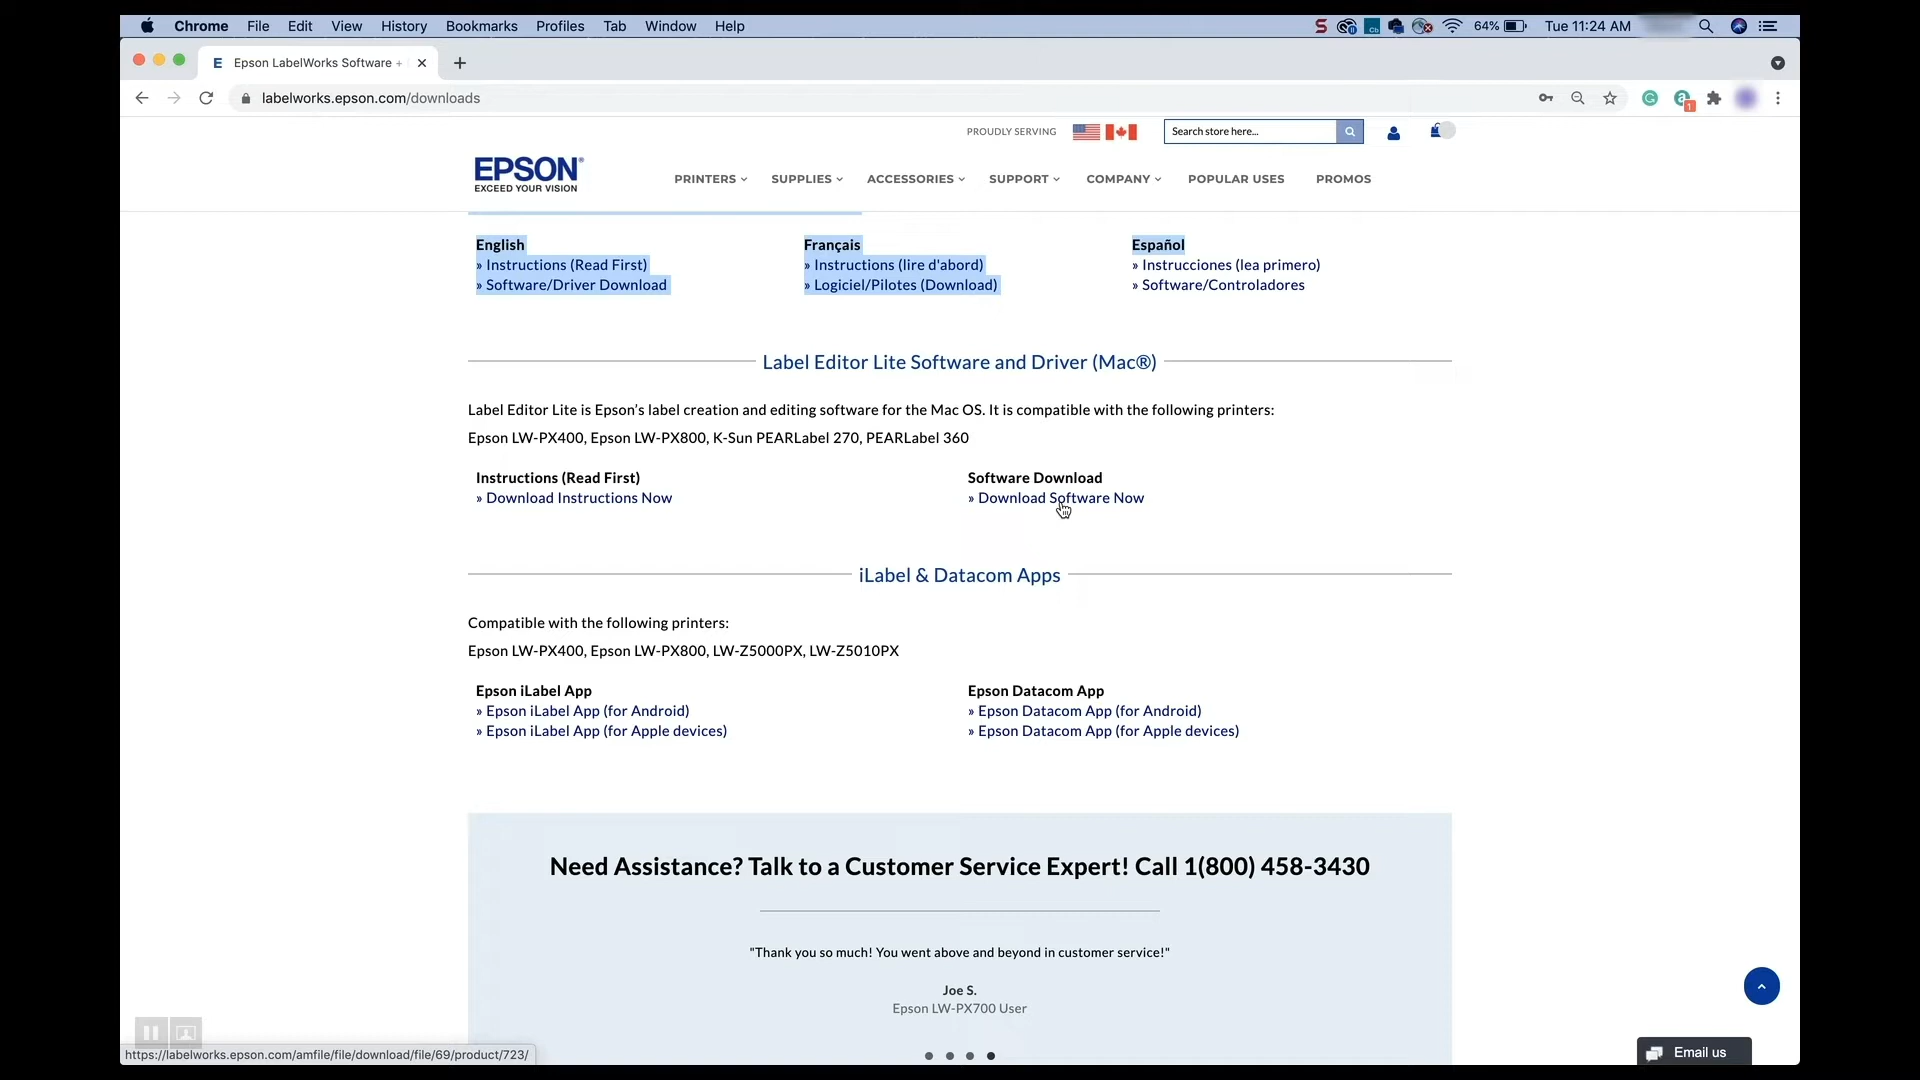 Chrome File Edit View History Bookmarks Profiles Tab Window Help 64% Tue 11:24 AM
E Epson LabelWorks Software +
labelworks.epson.com/downloads
1
PROUDLY SERVING Search store here...
EPSON®
EXCEED YOUR VISION
PRINTERS SUPPLIES ACCESSORIES SUPPORT COMPANY POPULAR USES PROMOS
English Français Español
» Instructions (Read First) » Instructions (lire d'abord) » Instrucciones (lea primero)
» Software/Driver Download » Logiciel/Pilotes (Download) » Software/Controladores
Label Editor Lite Software and Driver (Mac®)
Label Editor Lite is Epson’s label creation and editing software for the Mac OS. It is compatible with the following printers:
Epson LW-PX400, Epson LW-PX800, K-Sun PEARLabel 270, PEARLabel 360
Instructions (Read First) Software Download
» Download Instructions Now » Download Software Now
iLabel & Datacom Apps
Compatible with the following printers:
Epson LW-PX400, Epson LW-PX800, LW-Z5000PX, LW-Z5010PX
Epson iLabel App Epson Datacom App
» Epson iLabel App (for Android) » Epson Datacom App (for Android)
» Epson iLabel App (for Apple devices) » Epson Datacom App (for Apple devices)
Need Assistance? Talk to a Customer Service Expert! Call 1(800) 458-3430
"Thank you so much! You went above and beyond in customer service!"
Joe S.
Epson LW-PX700 User
Email us
https://labelworks.epson.com/amfile/file/download/file/69/product/723/